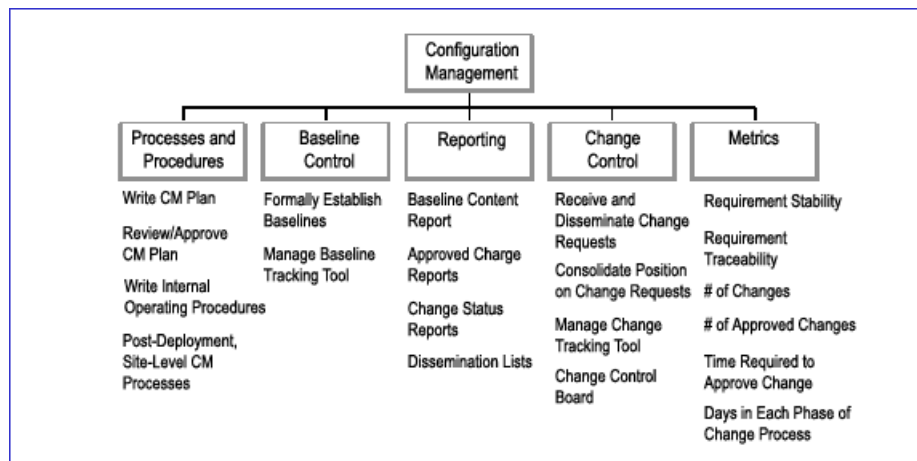 Configuration
Management
Processes and
Procedures
Write CM Plan
Review/Approve
CM Plan
Write Internal
Operating Procedures
Post-Deployment,
Site-Level CM
Processes
Baseline
Control
Formally Establish
Baselines
Manage Baseline
Tracking Tool
Reporting
Baseline Content
Report
Approved Charge
Reports
Change Status
Reports
Dissemination Lists
Change
Control
Receive and
Disseminate Change
Requests
Consolidate Position
on Change Requests
Manage Change
Tracking Tool
Change Control
Board
Metrics
Requirement Stability
Requirement
Traceability
# of Changes
# of Approved Changes
Time Required to
Approve Change
Days in Each Phase of
Change Process